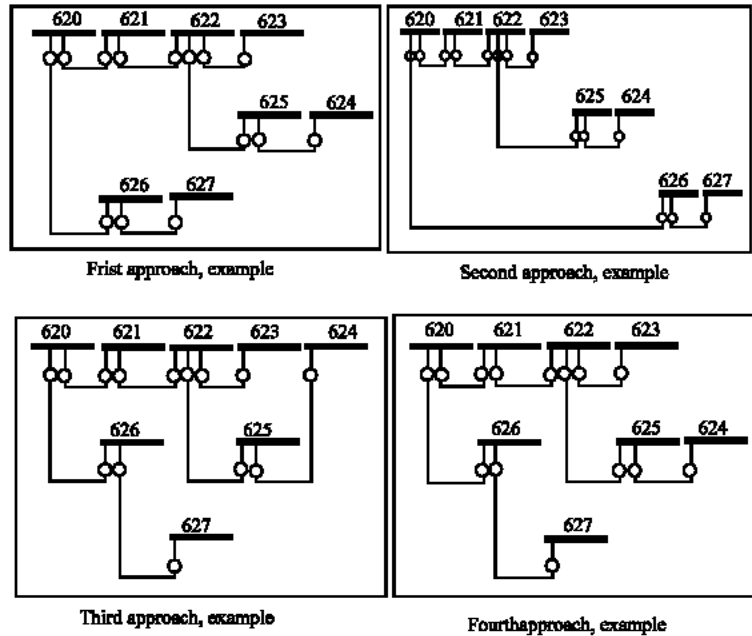 620 621 622 623
625 624
626 627
Frist approach, example
620 621 622 623
625 624
626 627
Second approach, example
620 621 622 623 624
626 625
627
Third approach, example
620 621 622 623
626 625 624
627
Fourthapproach, example